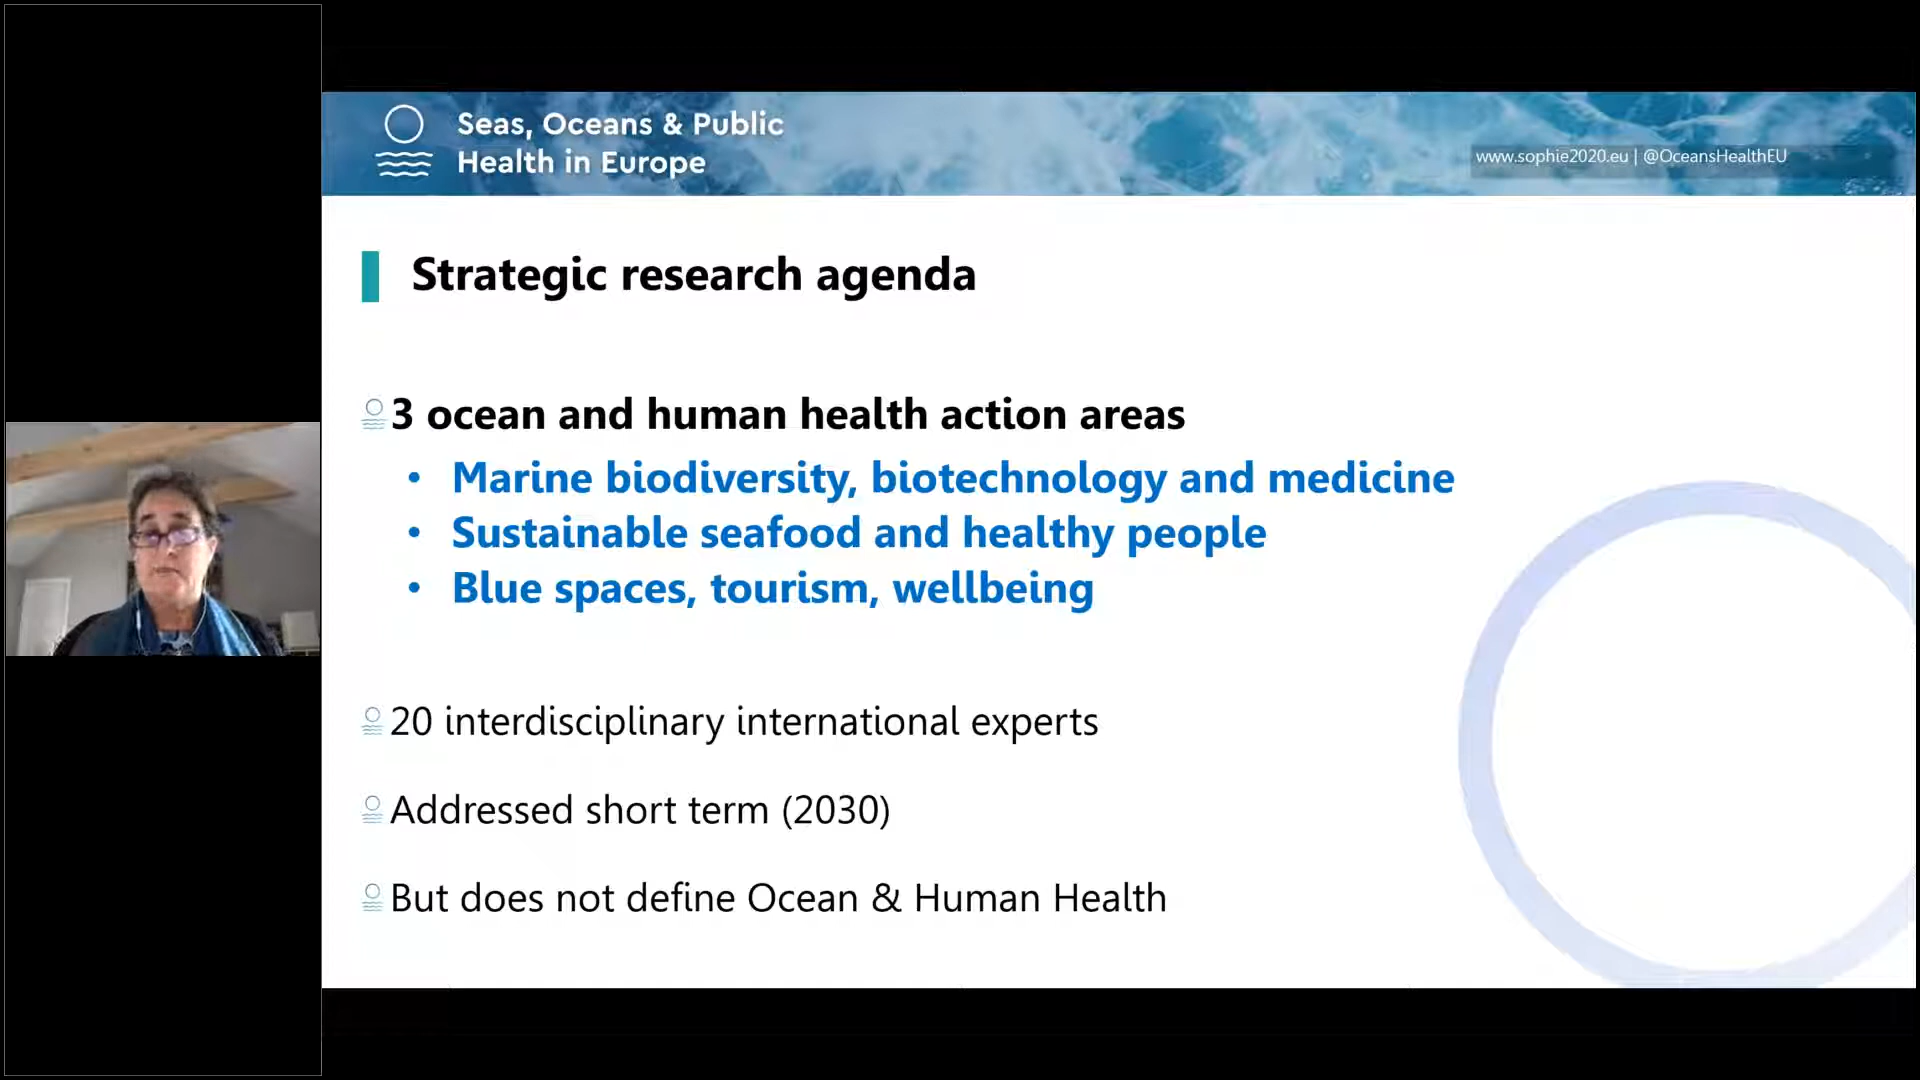 Seas, Oceans & Public
Health in Europe
www.sophie2020.eu | @OceansHealthEU
Strategic research agenda
3 ocean and human health action areas
• Marine biodiversity, biotechnology and medicine
• Sustainable seafood and healthy people
• Blue spaces, tourism, wellbeing
20 interdisciplinary international experts
Addressed short term (2030)
But does not define Ocean & Human Health